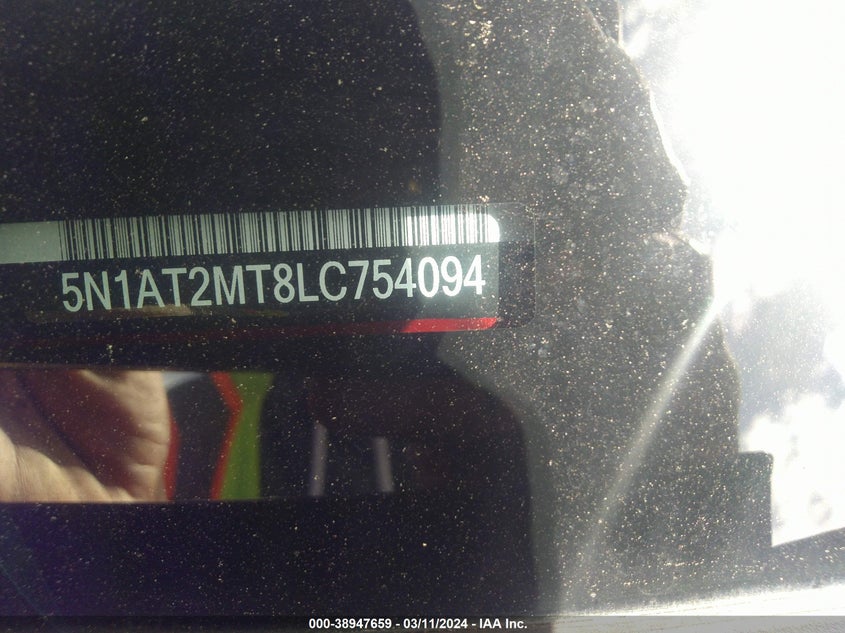 5N1AT2MT8LC754094
000-38947659 - 03/11/2024 - IAA Inc.